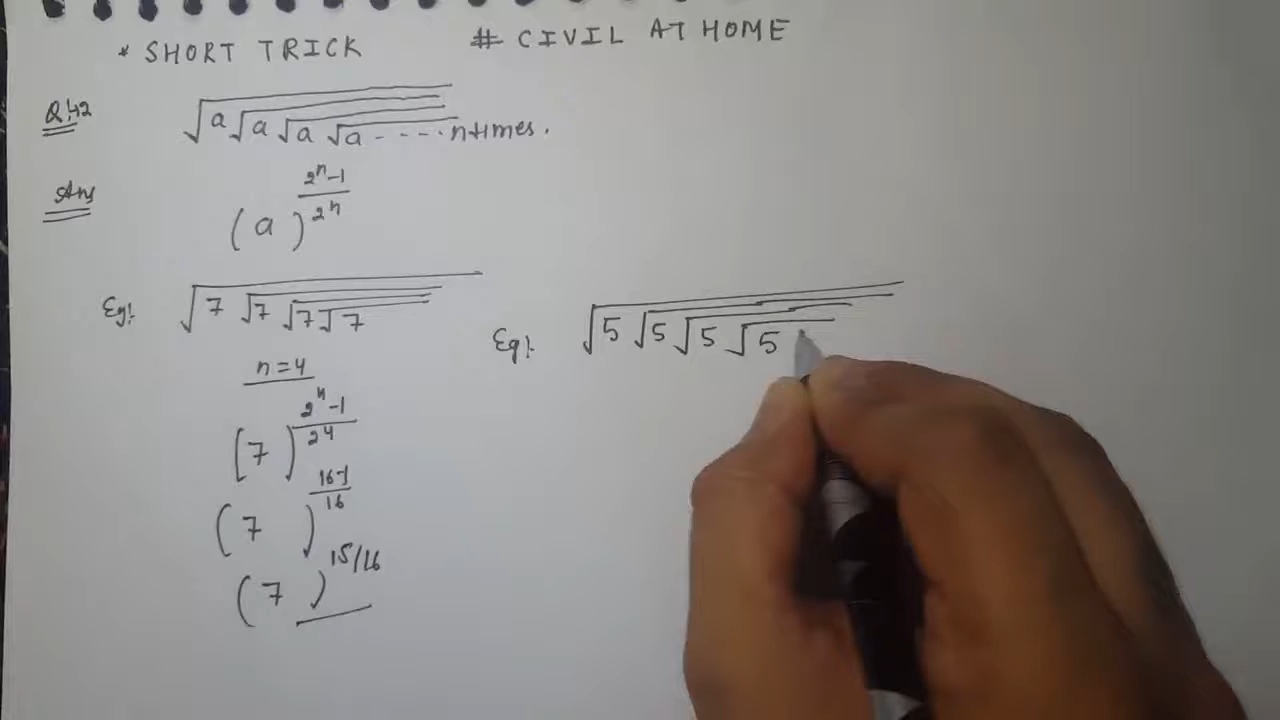 * SHORT TRICK # CIVIL AT HOME
Q.42 √a√a√a√a - - - - . n times .
Ans (a)^(2^n-1)/(2^n)
Eg:. √7√7√7√7
n = 4
[7)^(2^4-1)/(2^4)
(7)^(16-1)/(16)
(7)^15/16
Eg:. √5√5√5√5